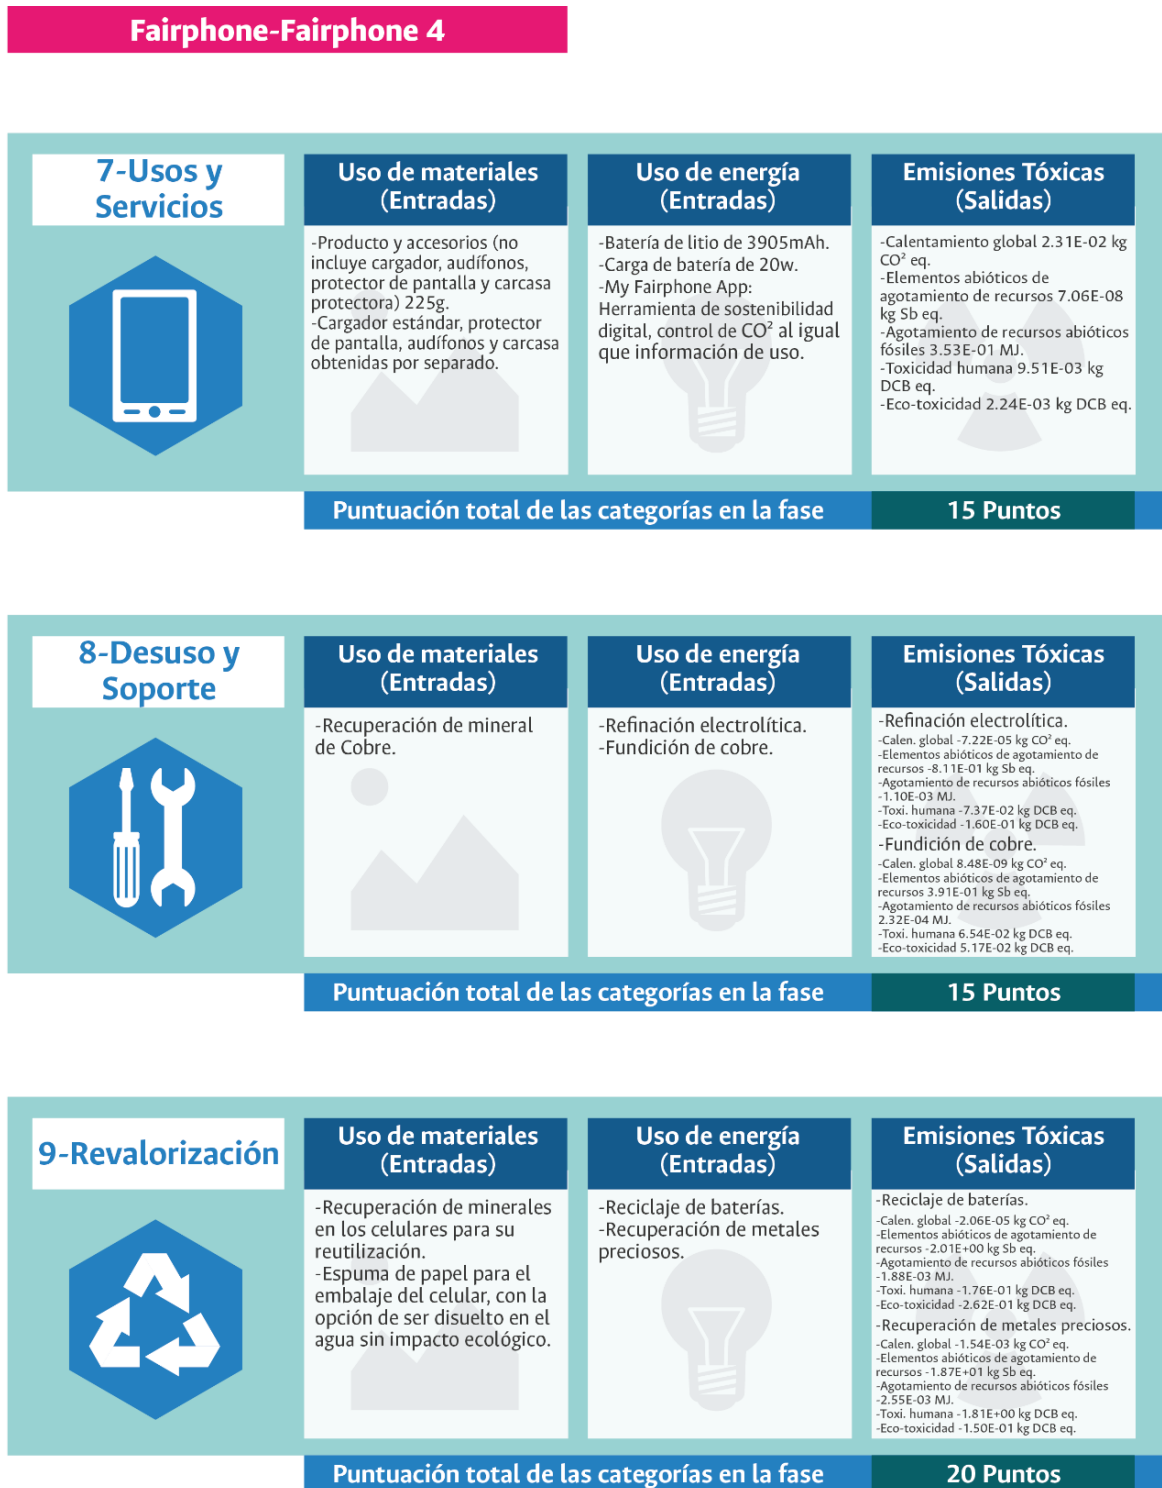 Fairphone-Fairphone 4
7-Usos y
Servicios
Uso de materiales
(Entradas)
-Producto y accesorios (no
incluye cargador, audífonos,
protector de pantalla y carcasa
protectora) 225g.
-Cargador estándar, protector
de pantalla, audífonos y carcasa
obtenidas por separado.
Uso de energía
(Entradas)
-Batería de litio de 3905mAh.
-Carga de batería de 20w.
-My Fairphone App:
Herramienta de sostenibilidad
digital, control de CO² al igual
que información de uso.
Emisiones Tóxicas
(Salidas)
-Calentamiento global 2.31E-02 kg
CO² eq.
-Elementos abióticos de
agotamiento de recursos 7.06E-08
kg Sb eq.
-Agotamiento de recursos abióticos
fósiles 3.53E-01 MJ.
-Toxicidad humana 9.51E-03 kg
DCB eq.
-Eco-toxicidad 2.24E-03 kg DCB eq.
Puntuación total de las categorías en la fase
15 Puntos
8-Desuso y
Soporte
Uso de materiales
(Entradas)
-Recuperación de mineral
de Cobre.
Uso de energía
(Entradas)
-Refinación electrolítica.
-Fundición de cobre.
Emisiones Tóxicas
(Salidas)
-Refinación electrolítica.
-Calen. global -7.22E-05 kg CO² eq.
-Elementos abióticos de agotamiento de
recursos -8.11E-01 kg Sb eq.
-Agotamiento de recursos abióticos fósiles
-1.10E-03 MJ.
-Toxi. humana -7.37E-02 kg DCB eq.
-Eco-toxicidad -1.60E-01 kg DCB eq.
-Fundición de cobre.
-Calen. global 8.48E-09 kg CO² eq.
-Elementos abióticos de agotamiento de
recursos 3.91E-01 kg Sb eq.
-Agotamiento de recursos abióticos fósiles
2.32E-04 MJ.
-Toxi. humana 6.54E-02 kg DCB eq.
-Eco-toxicidad 5.17E-02 kg DCB eq.
Puntuación total de las categorías en la fase
15 Puntos
9-Revalorización
Uso de materiales
(Entradas)
-Recuperación de minerales
en los celulares para su
reutilización.
-Espuma de papel para el
embalaje del celular, con la
opción de ser disuelto en el
agua sin impacto ecológico.
Uso de energía
(Entradas)
-Reciclaje de baterías.
-Recuperación de metales
preciosos.
Emisiones Tóxicas
(Salidas)
-Reciclaje de baterías.
-Calen. global -2.06E-05 kg CO² eq.
-Elementos abióticos de agotamiento de
recursos -2.01E+00 kg Sb eq.
-Agotamiento de recursos abióticos fósiles
-1.88E-03 MJ.
-Toxi. humana -1.76E-01 kg DCB eq.
-Eco-toxicidad -2.62E-01 kg DCB eq.
-Recuperación de metales preciosos.
-Calen. global -1.54E-03 kg CO² eq.
-Elementos abióticos de agotamiento de
recursos -1.87E+01 kg Sb eq.
-Agotamiento de recursos abióticos fósiles
-2.55E-03 MJ.
-Toxi. humana -1.81E+00 kg DCB eq.
-Eco-toxicidad -1.50E-01 kg DCB eq.
Puntuación total de las categorías en la fase
20 Puntos